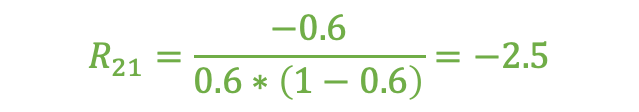 R₂₁ = −0.6 / 0.6 * (1 − 0.6) = −2.5